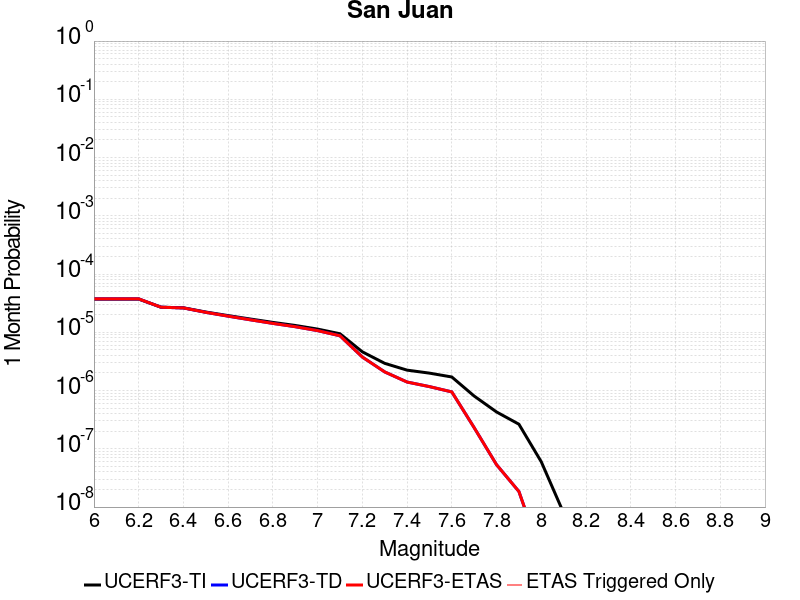 San Juan
10^0
10^-1
10^-2
10^-3
10^-4
10^-5
10^-6
10^-7
10^-8
1 Month Probability
6 6.2 6.4 6.6 6.8 7 7.2 7.4 7.6 7.8 8 8.2 8.4 8.6 8.8 9
Magnitude
UCERF3-TI UCERF3-TD UCERF3-ETAS ETAS Triggered Only